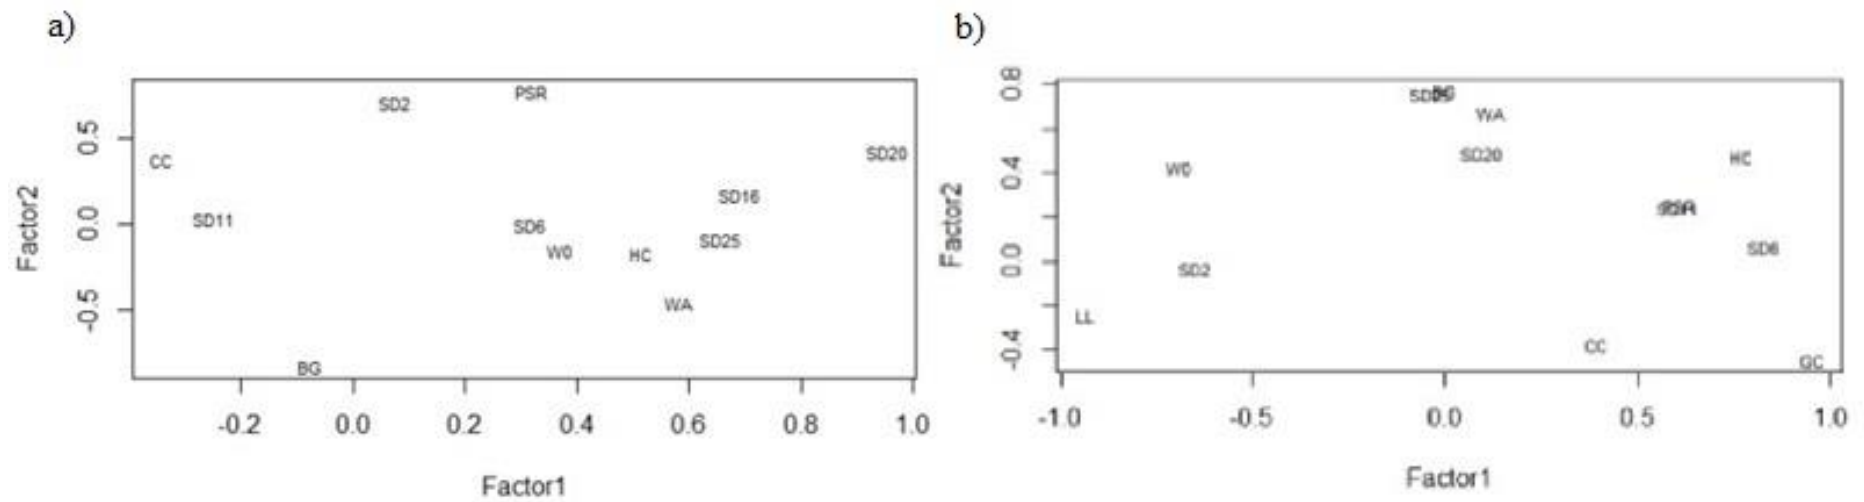 a)
PSR
SD2
0.5
CC
SD20
SD16
Factor2
SD11
0.0
SD6
SD25
W0
HC
-0.5
WA
BG
-0.2 0.0 0.2 0.4 0.6 0.8 1.0
Factor1
b)
0.8
WA
SD20
HC
0.4
W0
Factor2
PSR
SD6
0.0
SD2
LL
CC
-0.4
GC
-1.0 -0.5 0.0 0.5 1.0
Factor1